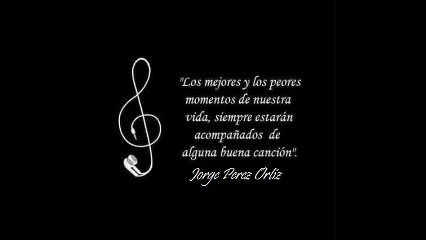 "Los mejores y los peores
momentos de nuestra
vida, siempre estarán
acompañados de
alguna buena canción".
Jorge Perez Ortiz